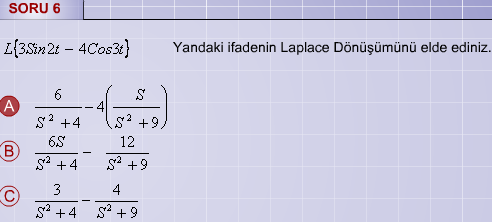 SORU 6
L{3Sin2t − 4Cos3t} Yandaki ifadenin Laplace Dönüşümünü elde ediniz.
A 6/(S² +4) − 4(S/(S² +9))
B 6S/(S² +4) − 12/(S² +9)
C 3/(S² +4) − 4/(S² +9)